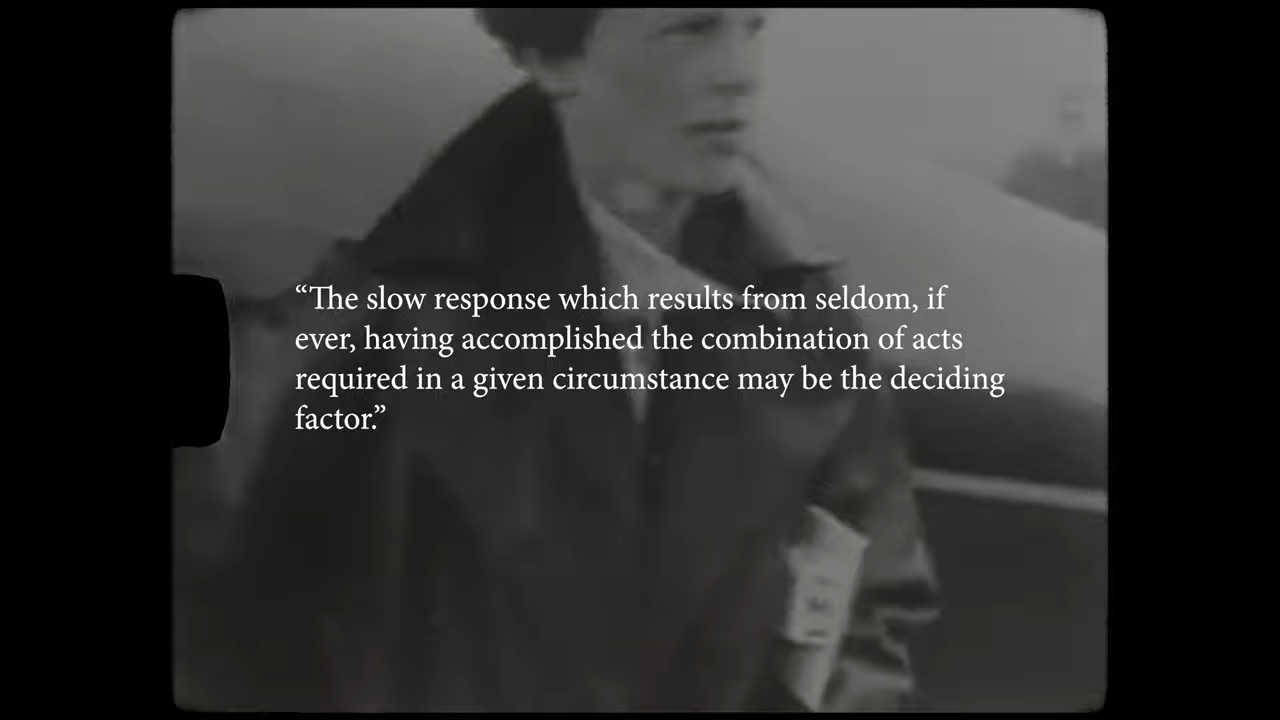 “The slow response which results from seldom, if
ever, having accomplished the combination of acts
required in a given circumstance may be the deciding
factor.”